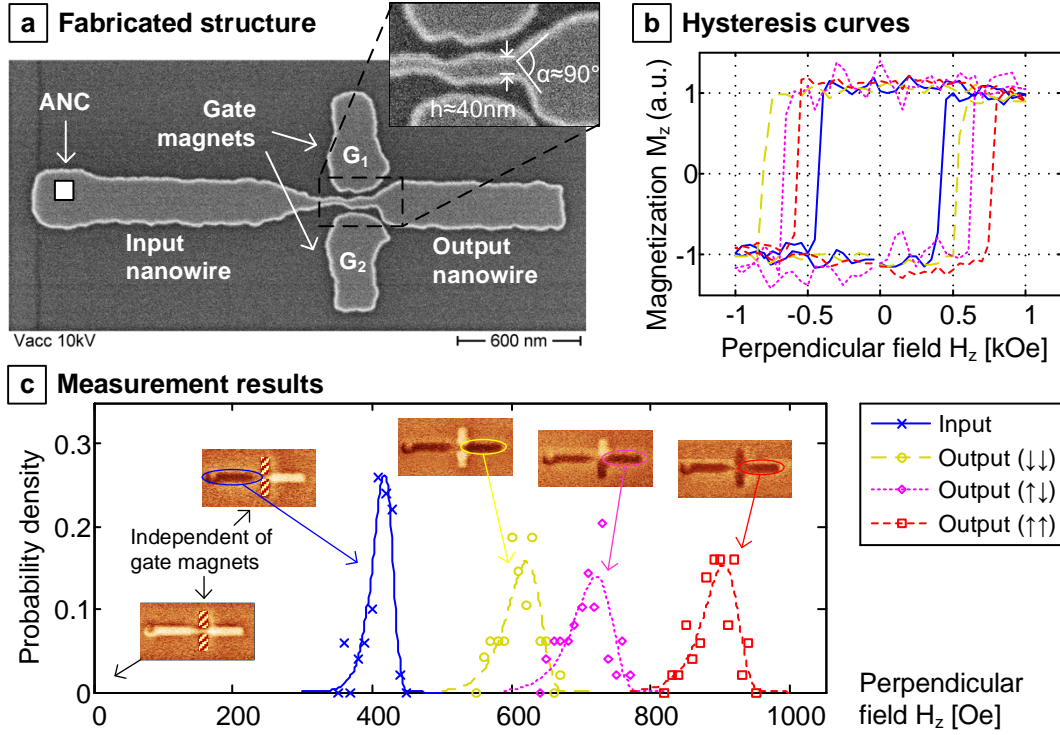 a Fabricated structure
ANC
Gate
magnets
G1
G2
Input
nanowire
Output
nanowire
α≈90°
h≈40nm
Vacc 10kV
600 nm
b Hysteresis curves
Magnetization Mz (a.u.)
1
0
-1
-1
-0.5
0
0.5
1
Perpendicular field Hz [kOe]
c Measurement results
Probability density
0.3
0.2
0.1
0
Independent of
gate magnets
0
200
400
600
800
1000
Perpendicular
field Hz [Oe]
Input
Output (↓↓)
Output (↑↓)
Output (↑↑)